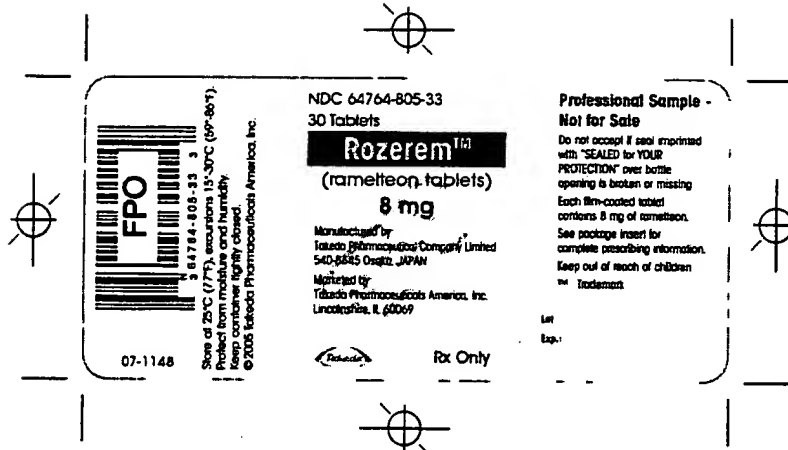 FPO
N
3 64764-805-33 3
07-1148
Store at 25°C (77°F), excursions 15°-30°C (59°-86°F).
Protect from moisture and humidity.
Keep container tightly closed.
©2005 Takeda Pharmaceuticals America, Inc.
NDC 64764-805-33
30 Tablets
Rozerem™
(ramelteon tablets)
8 mg
Manufactured by
Takeda Pharmaceutical Company Limited
540-8645 Osaka, JAPAN
Marketed by
Takeda Pharmaceuticals America, Inc.
Lincolnshire, IL 60069
Takeda
Rx Only
Professional Sample -
Not for Sale
Do not accept if seal imprinted
with "SEALED for YOUR
PROTECTION" over bottle
opening is broken or missing
Each film-coated tablet
contains 8 mg of ramelteon.
See package insert for
complete prescribing information.
Keep out of reach of children
™ Trademark
Lot
Exp.: